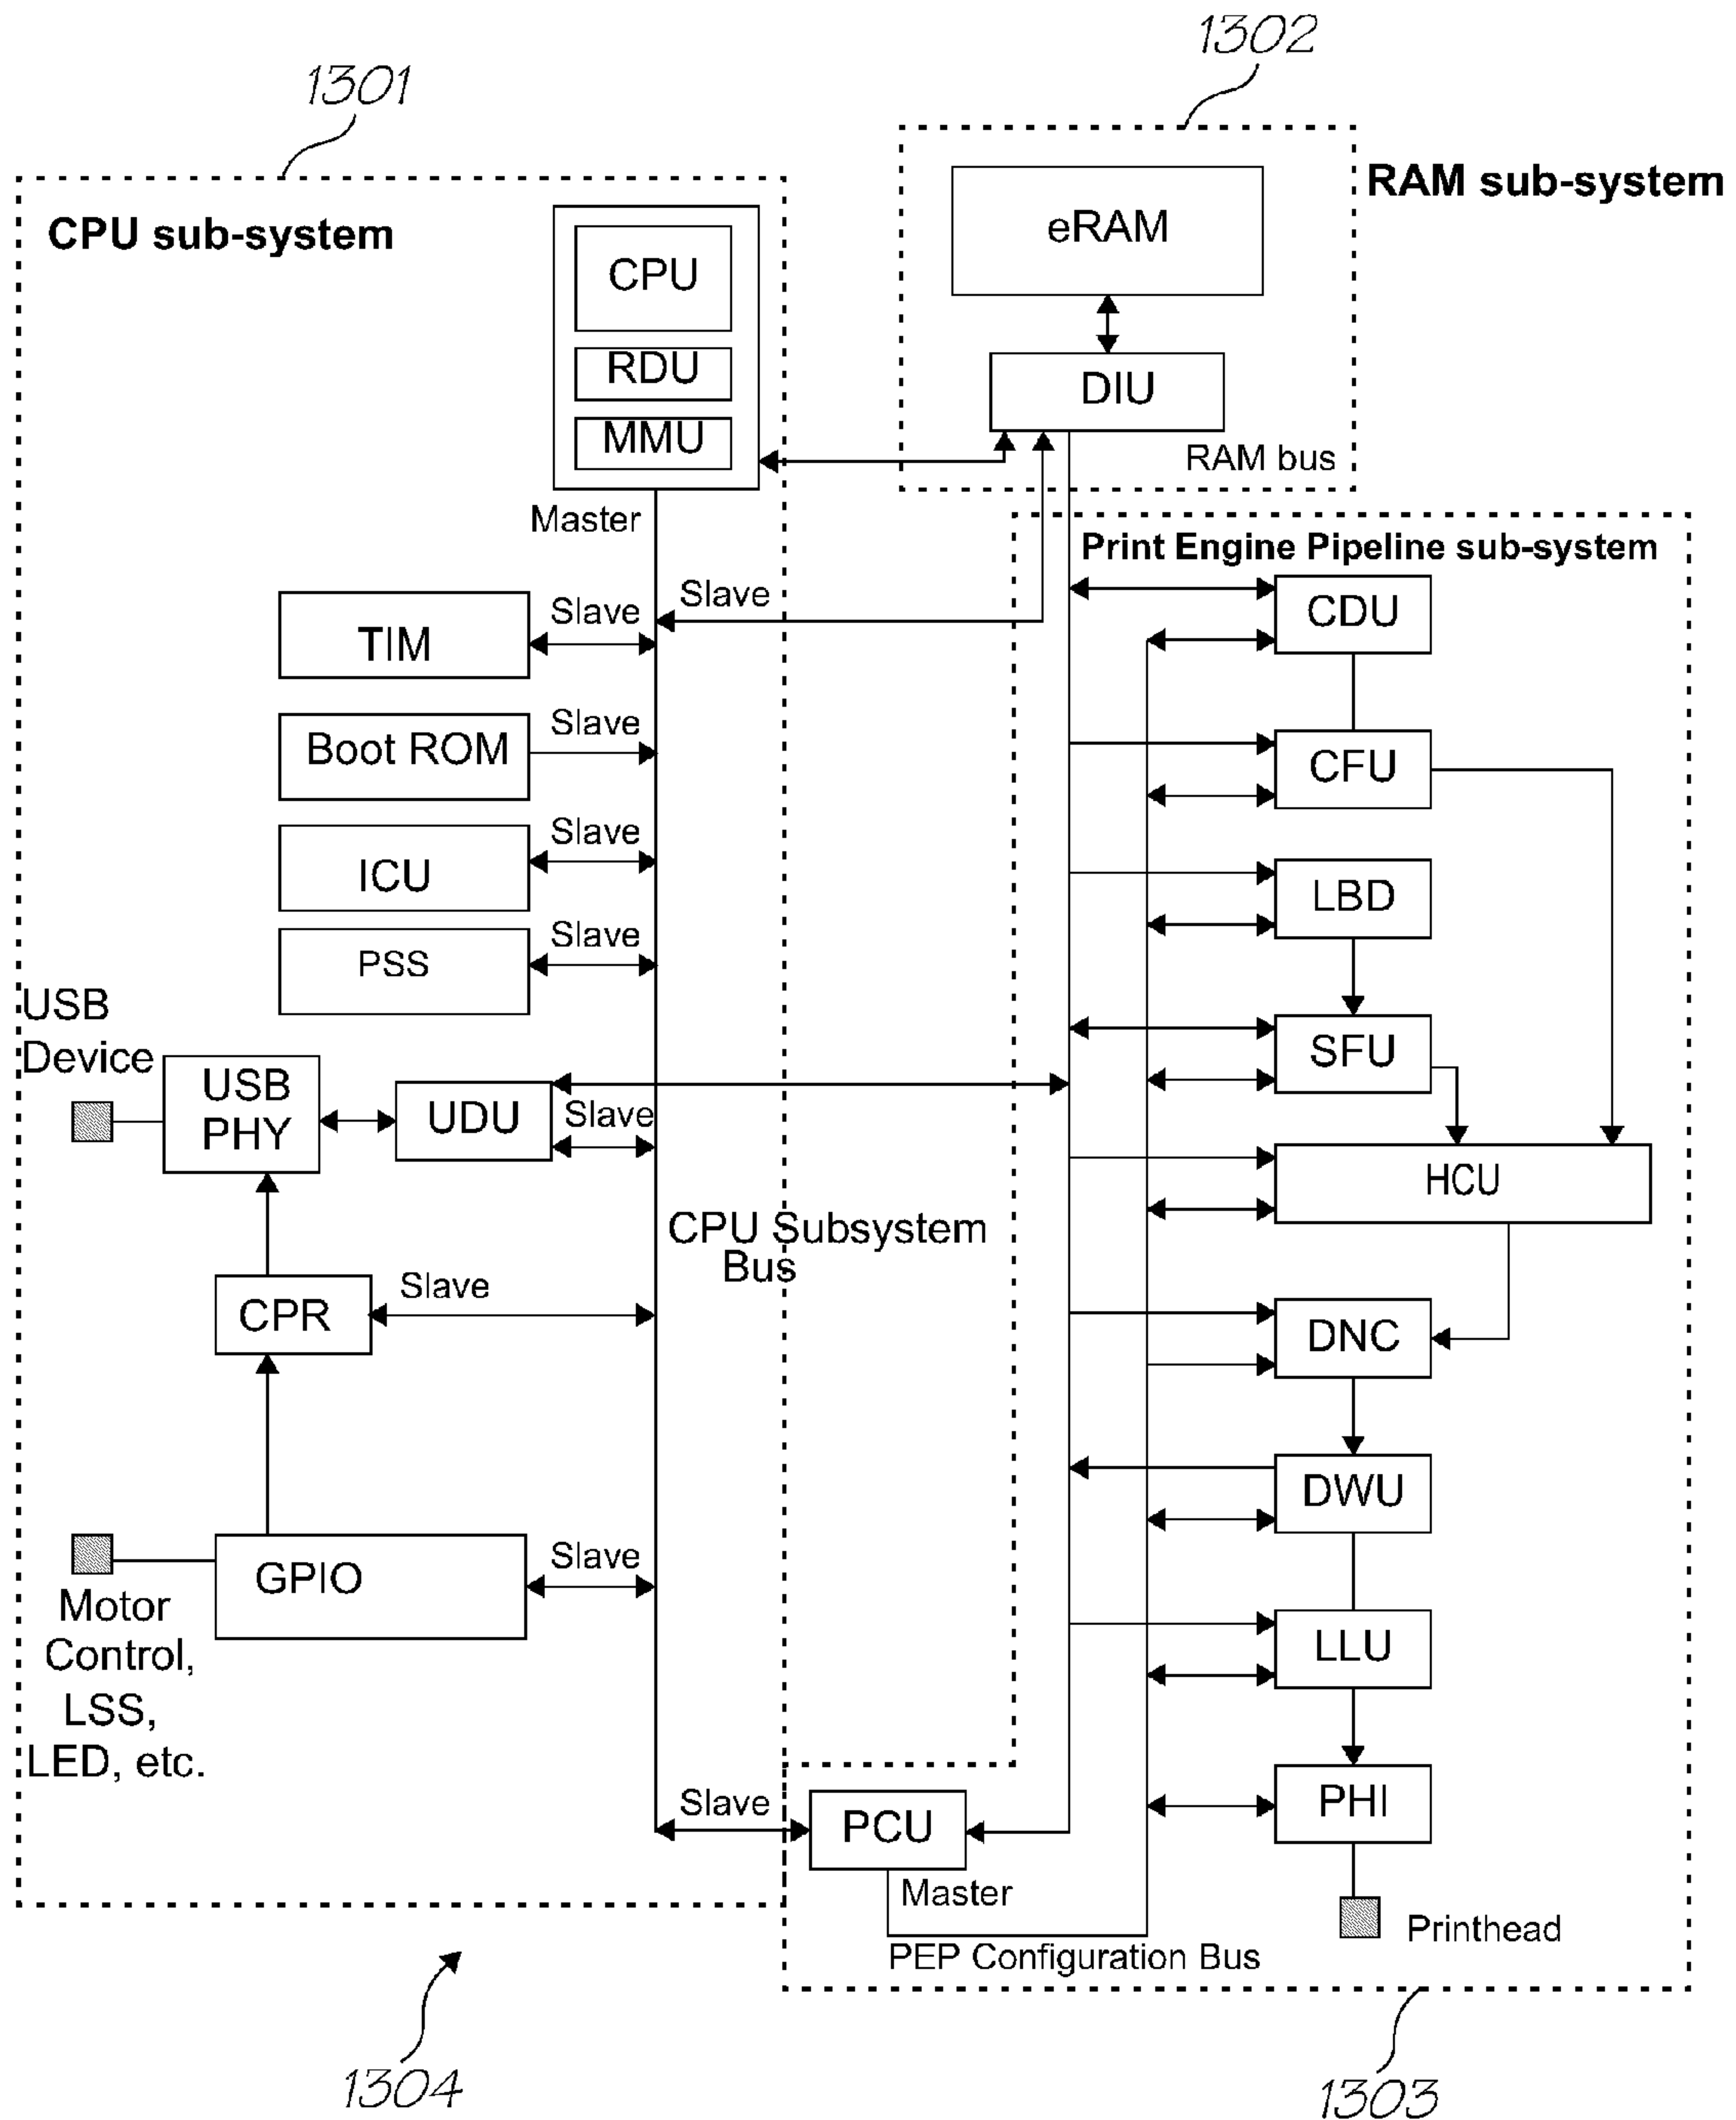 1302
1301
RAM sub-system
CPU sub-system
eRAM
CPU
RDU
MMU
DIU
RAM bus
Master
Print Engine Pipeline sub-system
Slave
Slave
TIM
CDU
Slave
Boot ROM
CFU
Slave
ICU
LBD
Slave
PSS
USB
Device
SFU
USB
PHY
UDU
Slave
HCU
CPU Subsystem
Bus
Slave
CPR
DNC
DWU
Slave
GPIO
Motor
Control,
LSS,
LED, etc.
LLU
Slave
PCU
PHI
Master
Printhead
PEP Configuration Bus
1304
1303